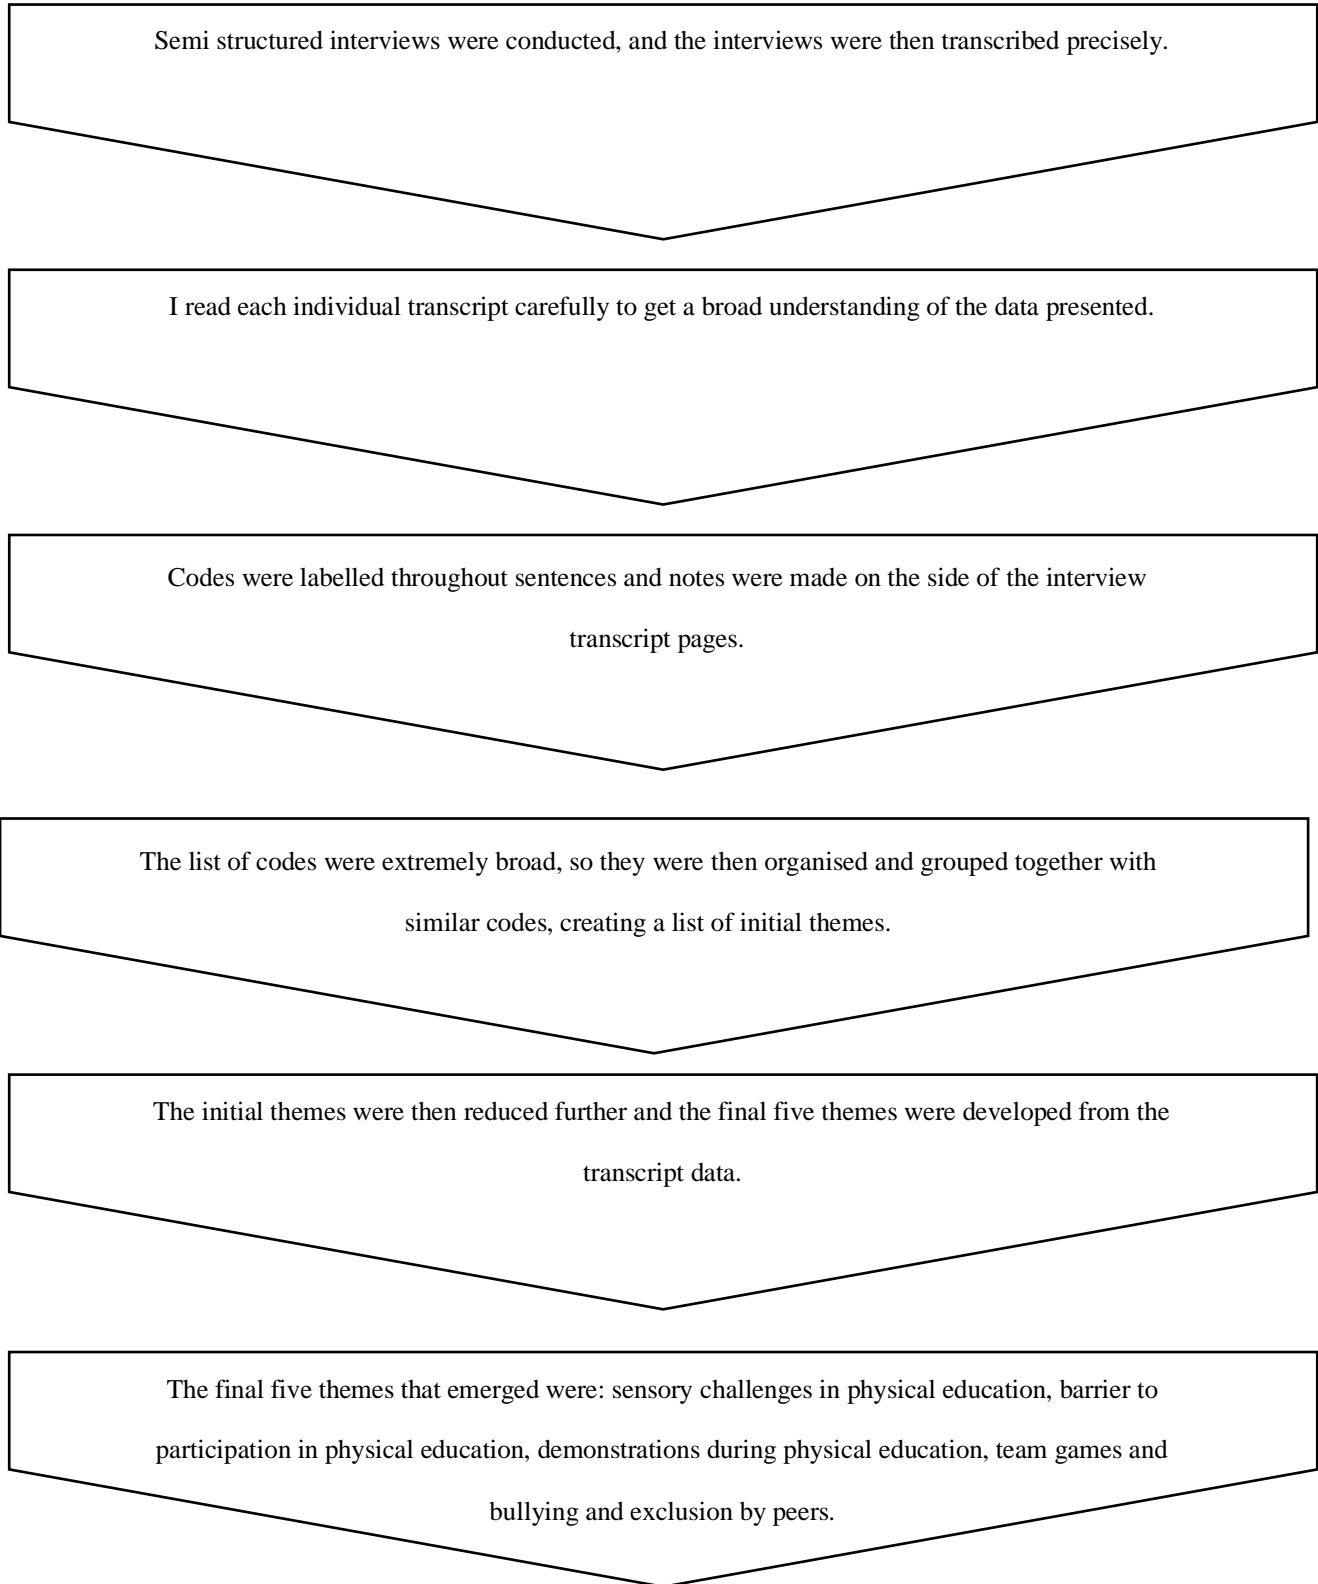 Semi structured interviews were conducted, and the interviews were then transcribed precisely.
I read each individual transcript carefully to get a broad understanding of the data presented.
Codes were labelled throughout sentences and notes were made on the side of the interview
transcript pages.
The list of codes were extremely broad, so they were then organised and grouped together with
similar codes, creating a list of initial themes.
The initial themes were then reduced further and the final five themes were developed from the
transcript data.
The final five themes that emerged were: sensory challenges in physical education, barrier to
participation in physical education, demonstrations during physical education, team games and
bullying and exclusion by peers.